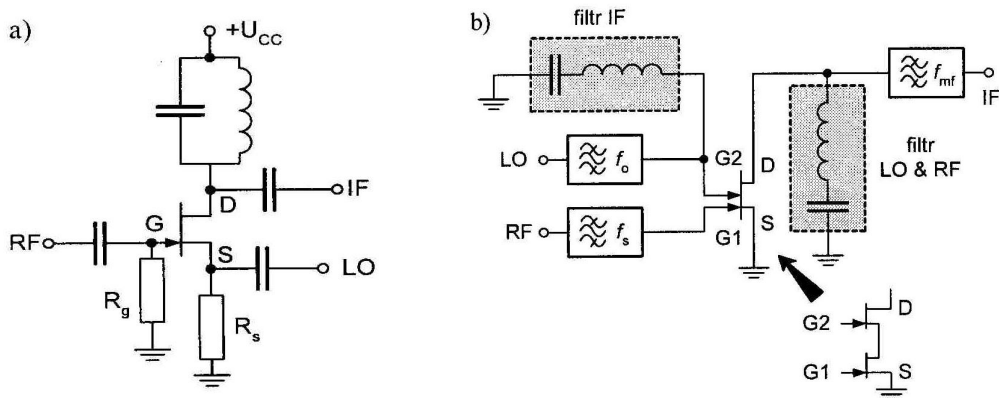 a)
+U_CC
D
IF
G
RF
S
LO
R_g
R_s
b)
filtr IF
f_mf
IF
LO
f_o
G2
D
filtr
LO & RF
RF
f_s
S
G1
D
G2
G1
S